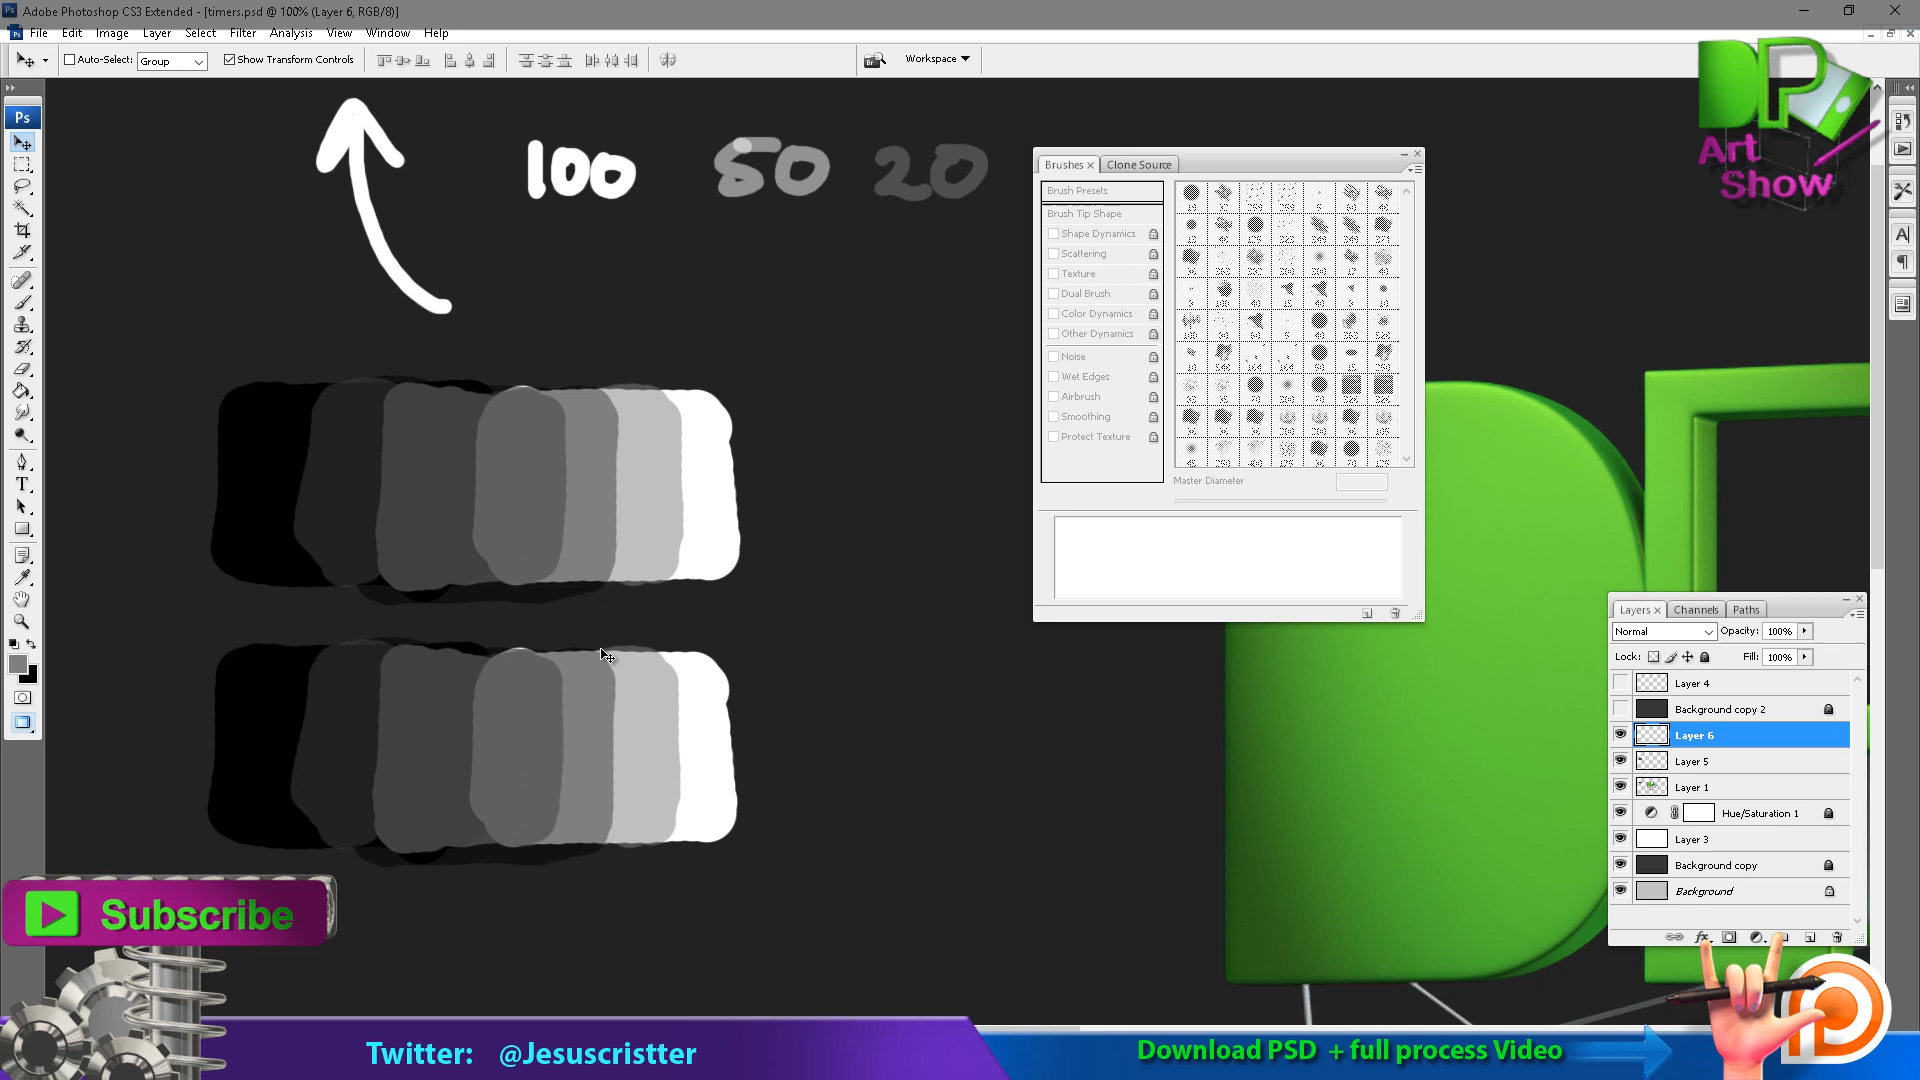 Adobe Photoshop CS3 Extended - [timers.psd @ 100% (Layer 6, RGB/8)]
File Edit Image Layer Select Filter Analysis View Window Help
Auto-Select: Group Show Transform Controls Workspace
Ps
100 50 20
DP
Art
Show
Brushes Clone Source
Brush Presets
Brush Tip Shape
Shape Dynamics
Scattering
Texture
Dual Brush
Color Dynamics
Other Dynamics
Noise
Wet Edges
Airbrush
Smoothing
Protect Texture
Master Diameter
Layers Channels Paths
Normal Opacity: 100%
Lock: Fill: 100%
Layer 4
Background copy 2
Layer 6
Layer 5
Layer 1
Hue/Saturation 1
Layer 3
Background copy
Background
Subscribe
Twitter: @Jesuscristter
Download PSD + full process Video